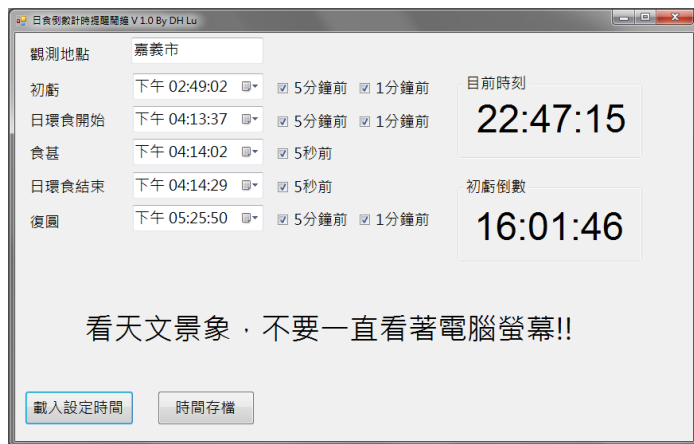 日食倒數計時提醒鬧鐘 V 1.0 By DH Lu
觀測地點 嘉義市
初虧 下午 02:49:02 5分鐘前 1分鐘前
日環食開始 下午 04:13:37 5分鐘前 1分鐘前
食甚 下午 04:14:02 5秒前
日環食結束 下午 04:14:29 5秒前
復圓 下午 05:25:50 5分鐘前 1分鐘前
目前時刻
22:47:15
初虧倒數
16:01:46
看天文景象，不要一直看著電腦螢幕!!
載入設定時間 時間存檔